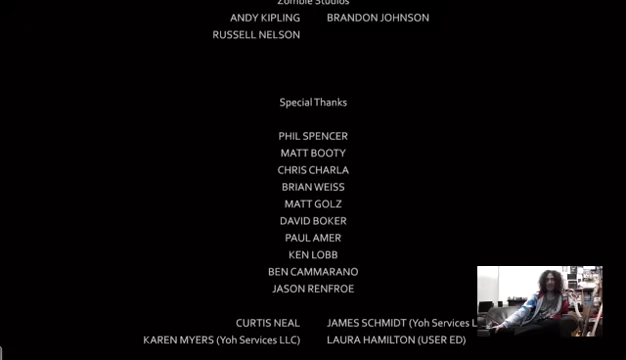 Zombie Studios
ANDY KIPLING BRANDON JOHNSON
RUSSELL NELSON
Special Thanks
PHIL SPENCER
MATT BOOTY
CHRIS CHARLA
BRIAN WEISS
MATT GOLZ
DAVID BOKER
PAUL AMER
KEN LOBB
BEN CAMMARANO
JASON RENFROE
CURTIS NEAL JAMES SCHMIDT (Yoh Services L
KAREN MYERS (Yoh Services LLC) LAURA HAMILTON (USER ED)